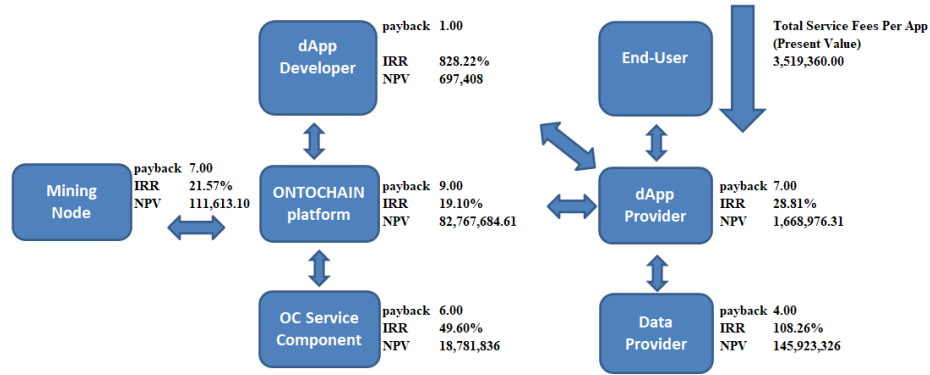 dApp
Developer
payback 1.00
IRR 828.22%
NPV 697,408
End-User
Total Service Fees Per App
(Present Value)
3,519,360.00
Mining
Node
payback 7.00
IRR 21.57%
NPV 111,613.10
ONTOCHAIN
platform
payback 9.00
IRR 19.10%
NPV 82,767,684.61
dApp
Provider
payback 7.00
IRR 28.81%
NPV 1,668,976.31
OC Service
Component
payback 6.00
IRR 49.60%
NPV 18,781,836
Data
Provider
payback 4.00
IRR 108.26%
NPV 145,923,326